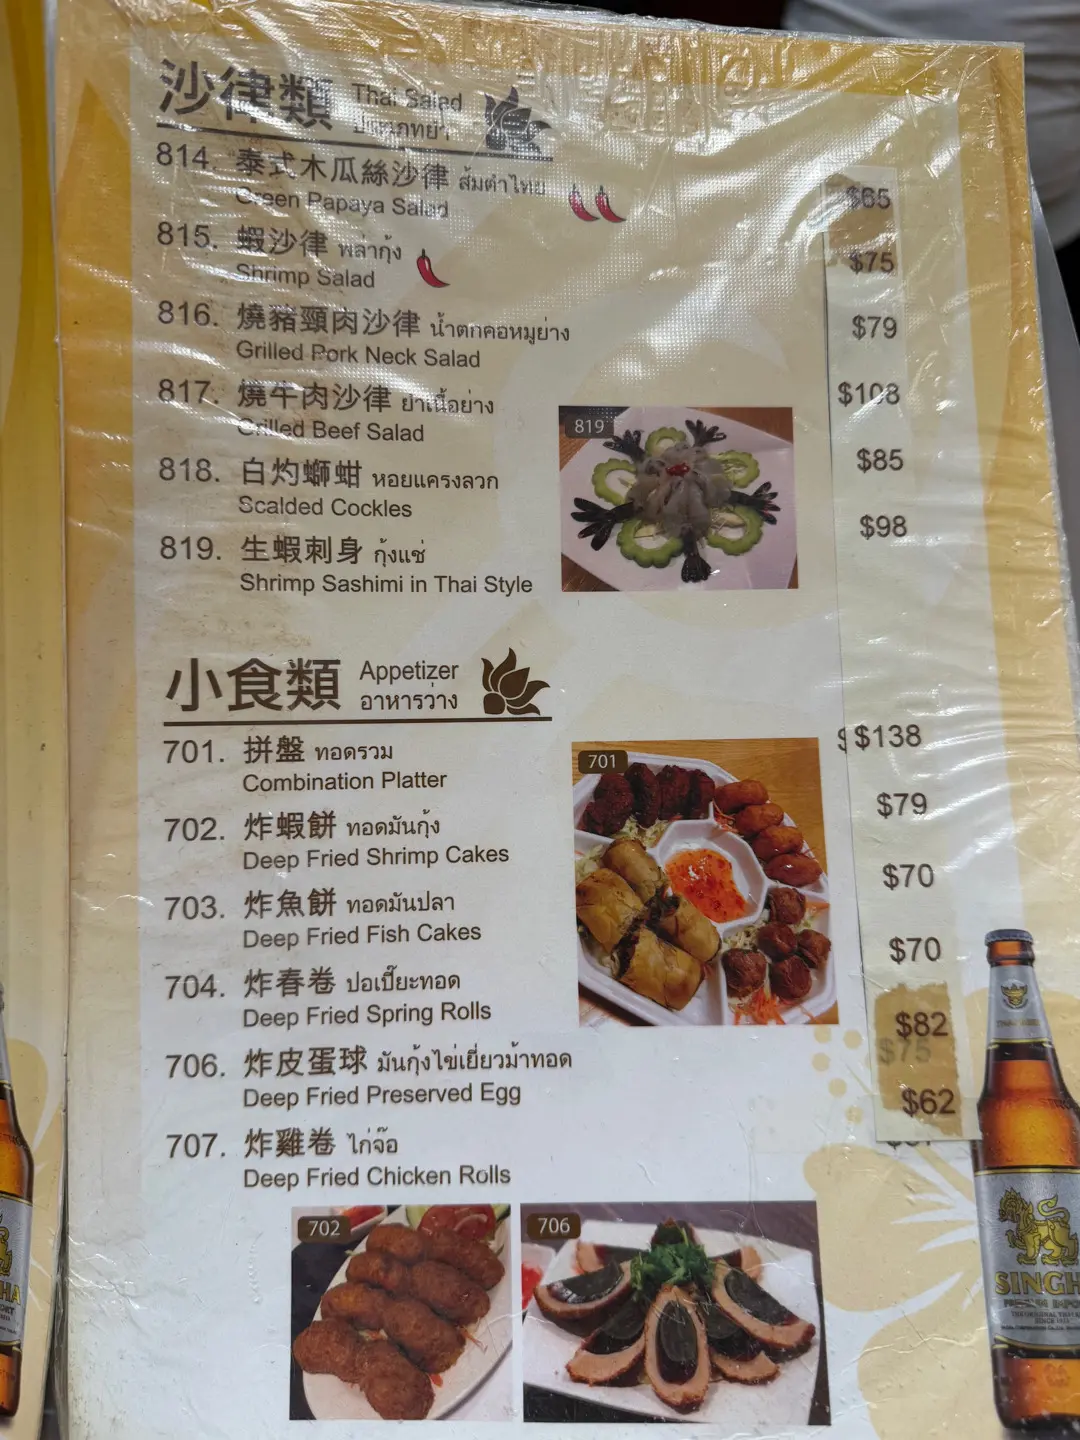 沙律類 Thai Salad
814. 泰式木瓜絲沙律 ส้มตำไทย $65
Green Papaya Salad
815. 蝦沙律 พล่ากุ้ง $75
Shrimp Salad
816. 燒豬頸肉沙律 น้ำตกคอหมูย่าง $79
Grilled Pork Neck Salad
817. 燒牛肉沙律 ยำเนื้อย่าง $108
Grilled Beef Salad
818. 白灼螄蚶 หอยแครงลวก $85
Scalded Cockles
819. 生蝦刺身 กุ้งแช่ $98
Shrimp Sashimi in Thai Style
819
小食類 Appetizer
อาหารว่าง
701. 拼盤 ทอดรวม $138
Combination Platter
702. 炸蝦餅 ทอดมันกุ้ง $79
Deep Fried Shrimp Cakes
703. 炸魚餅 ทอดมันปลา $70
Deep Fried Fish Cakes
704. 炸春卷 ปอเปี๊ยะทอด $70
Deep Fried Spring Rolls
706. 炸皮蛋球 มันกุ้งไข่เยี่ยวม้าทอด $82
$75
Deep Fried Preserved Egg
707. 炸雞卷 ไก่จ๊อ $62
Deep Fried Chicken Rolls
701
702
706
SINGHA